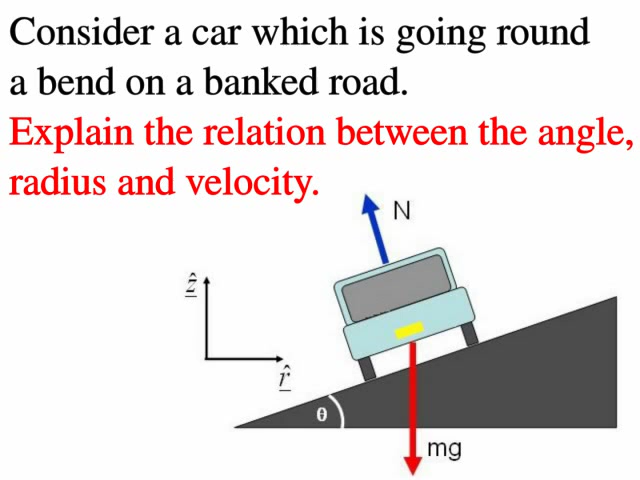 Consider a car which is going round
a bend on a banked road.
Explain the relation between the angle,
radius and velocity.
N
ẑ
r̂
θ
mg